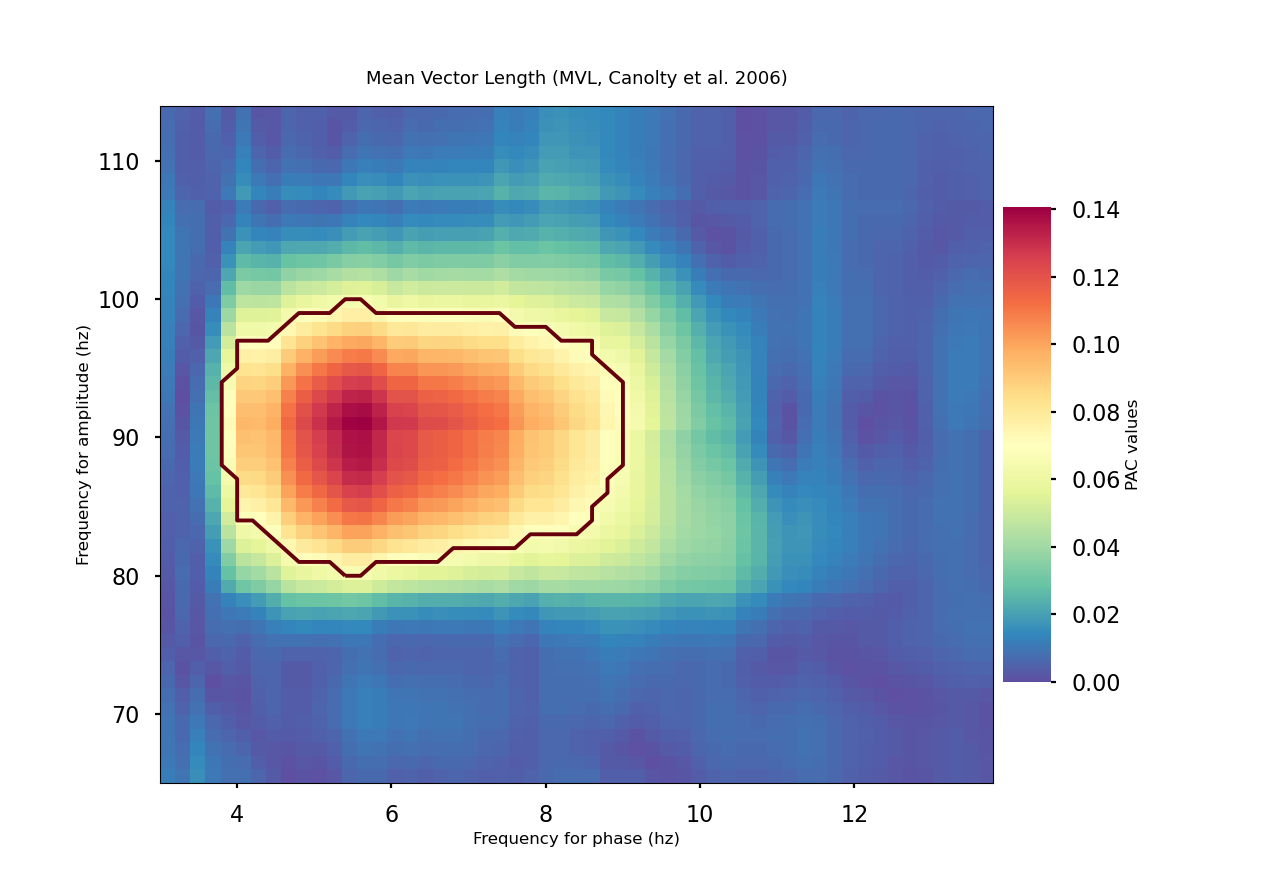 Mean Vector Length (MVL, Canolty et al. 2006)
110
100
90
80
70
Frequency for amplitude (hz)
4 6 8 10 12
Frequency for phase (hz)
0.14
0.12
0.10
0.08
0.06
0.04
0.02
0.00
PAC values